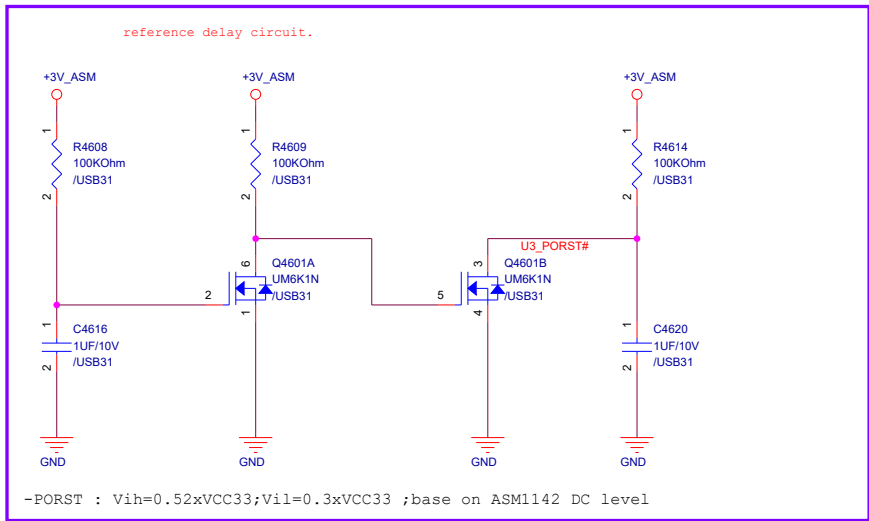 reference delay circuit.
+3V_ASM
+3V_ASM
+3V_ASM
1
R4608
100KOhm
/USB31
2
1
R4609
100KOhm
/USB31
2
1
R4614
100KOhm
/USB31
2
U3_PORST#
6
Q4601A
UM6K1N
/USB31
2
1
3
Q4601B
UM6K1N
/USB31
5
4
1
C4616
1UF/10V
/USB31
2
1
C4620
1UF/10V
/USB31
2
GND
GND
GND
GND
-PORST : Vih=0.52xVCC33;Vil=0.3xVCC33 ;base on ASM1142 DC level